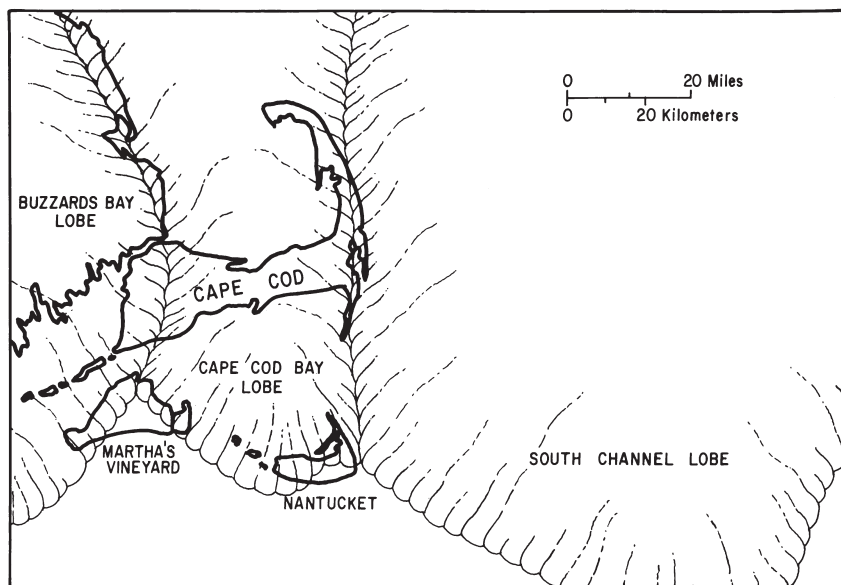 0 20 Miles
0 20 Kilometers
BUZZARDS BAY
LOBE
CAPE COD
CAPE COD BAY
LOBE
MARTHA'S
VINEYARD
SOUTH CHANNEL LOBE
NANTUCKET